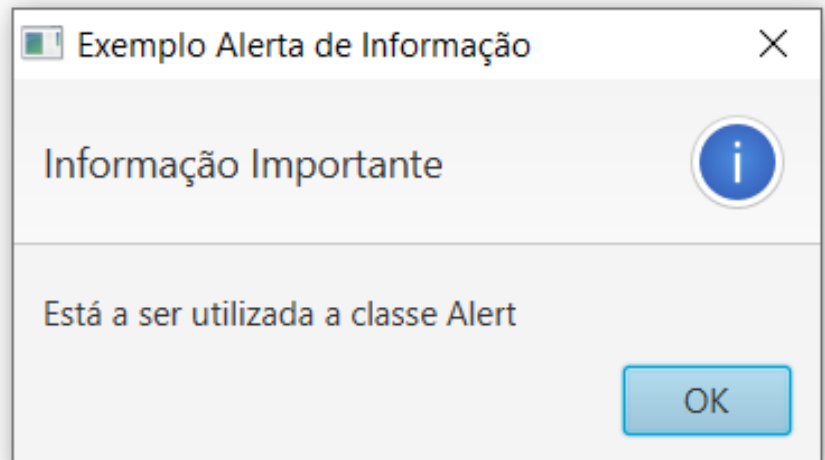 Exemplo Alerta de Informação
Informação Importante
i
Está a ser utilizada a classe Alert
OK